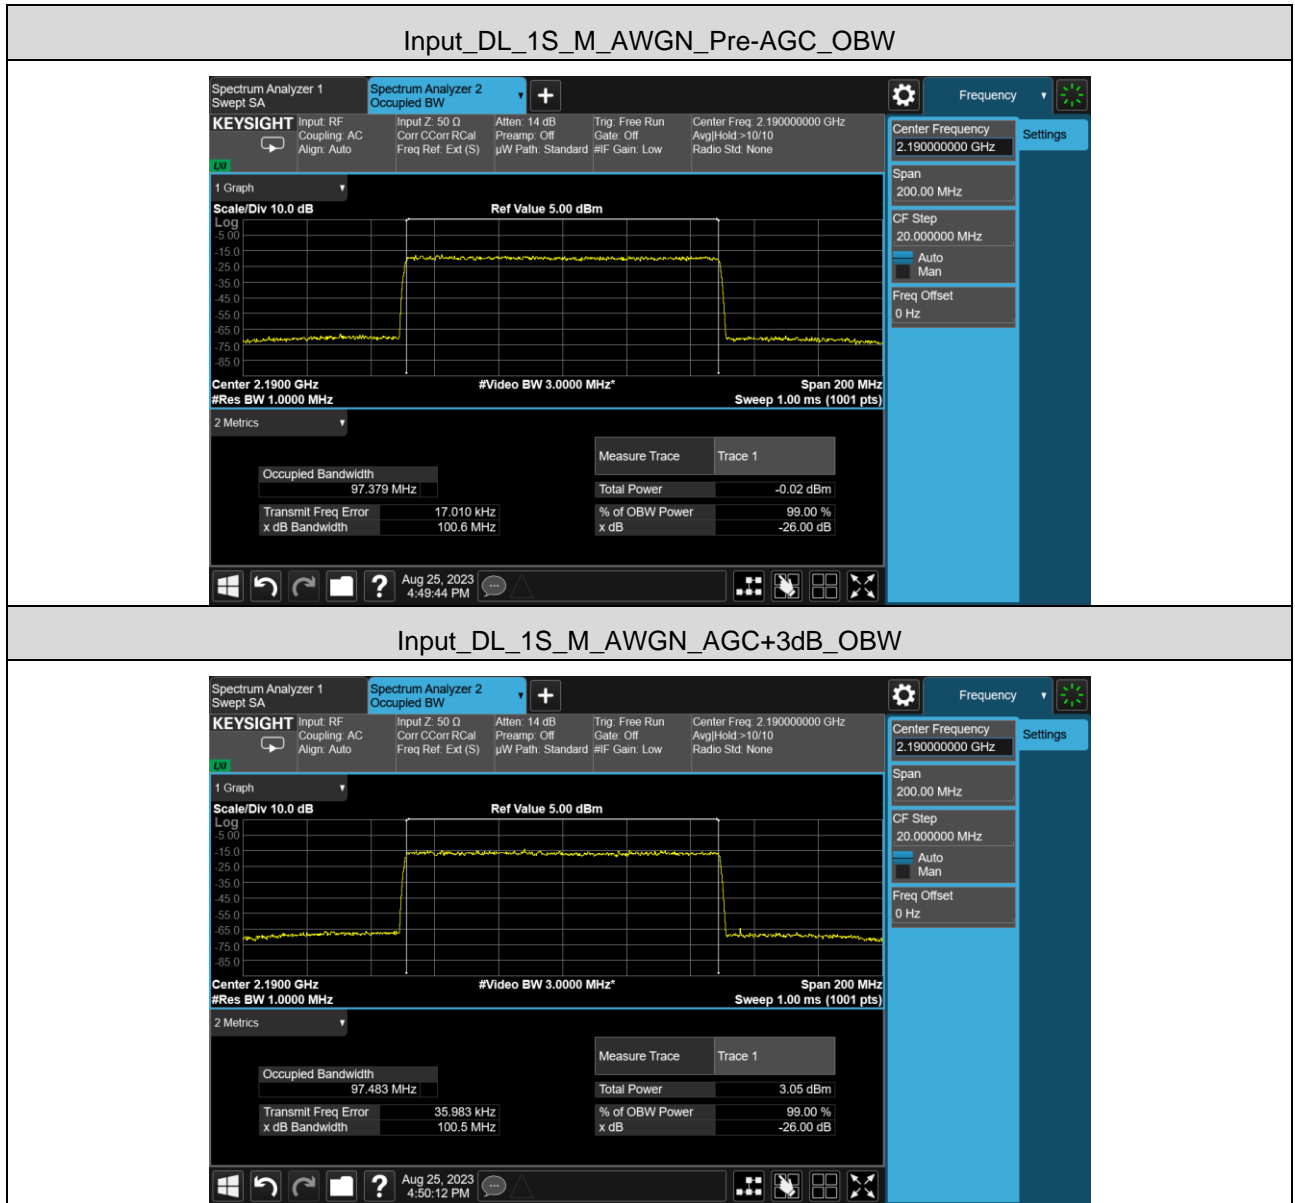 Input_DL_1S_M_AWGN_Pre-AGC_OBW
Spectrum Analyzer 1
Swept SA
Spectrum Analyzer 2
Occupied BW
Frequency
KEYSIGHT
Input: RF
Coupling: AC
Align: Auto
Input Z: 50 Ω
Corr CCorr RCal
Freq Ref: Ext (S)
Atten: 14 dB
Preamp: Off
µW Path: Standard
Trig: Free Run
Gate: Off
#IF Gain: Low
Center Freq: 2.190000000 GHz
Avg|Hold:>10/10
Radio Std: None
LXI
Center Frequency
2.190000000 GHz
Settings
Span
200.00 MHz
CF Step
20.000000 MHz
Auto
Man
Freq Offset
0 Hz
1 Graph
Scale/Div 10.0 dB
Ref Value 5.00 dBm
Log
-5.00
-15.0
-25.0
-35.0
-45.0
-55.0
-65.0
-75.0
-85.0
Center 2.1900 GHz
#Video BW 3.0000 MHz*
Span 200 MHz
#Res BW 1.0000 MHz
Sweep 1.00 ms (1001 pts)
2 Metrics
Measure Trace
Trace 1
Occupied Bandwidth
97.379 MHz
Total Power
-0.02 dBm
Transmit Freq Error
17.010 kHz
% of OBW Power
99.00 %
x dB Bandwidth
100.6 MHz
x dB
-26.00 dB
?
Aug 25, 2023
4:49:44 PM
Input_DL_1S_M_AWGN_AGC+3dB_OBW
Spectrum Analyzer 1
Swept SA
Spectrum Analyzer 2
Occupied BW
Frequency
KEYSIGHT
Input: RF
Coupling: AC
Align: Auto
Input Z: 50 Ω
Corr CCorr RCal
Freq Ref: Ext (S)
Atten: 14 dB
Preamp: Off
µW Path: Standard
Trig: Free Run
Gate: Off
#IF Gain: Low
Center Freq: 2.190000000 GHz
Avg|Hold:>10/10
Radio Std: None
LXI
Center Frequency
2.190000000 GHz
Settings
Span
200.00 MHz
CF Step
20.000000 MHz
Auto
Man
Freq Offset
0 Hz
1 Graph
Scale/Div 10.0 dB
Ref Value 5.00 dBm
Log
-5.00
-15.0
-25.0
-35.0
-45.0
-55.0
-65.0
-75.0
-85.0
Center 2.1900 GHz
#Video BW 3.0000 MHz*
Span 200 MHz
#Res BW 1.0000 MHz
Sweep 1.00 ms (1001 pts)
2 Metrics
Measure Trace
Trace 1
Occupied Bandwidth
97.483 MHz
Total Power
3.05 dBm
Transmit Freq Error
35.983 kHz
% of OBW Power
99.00 %
x dB Bandwidth
100.5 MHz
x dB
-26.00 dB
?
Aug 25, 2023
4:50:12 PM